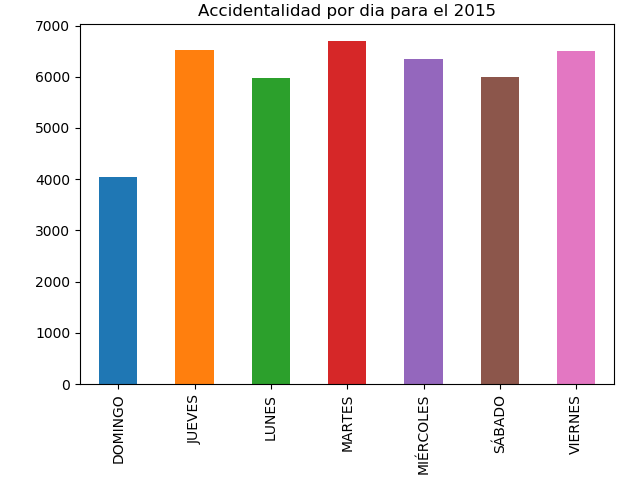 Accidentalidad por dia para el 2015
7000
6000
5000
4000
3000
2000
1000
0
DOMINGO
JUEVES
LUNES
MARTES
MIÉRCOLES
SÁBADO
VIERNES